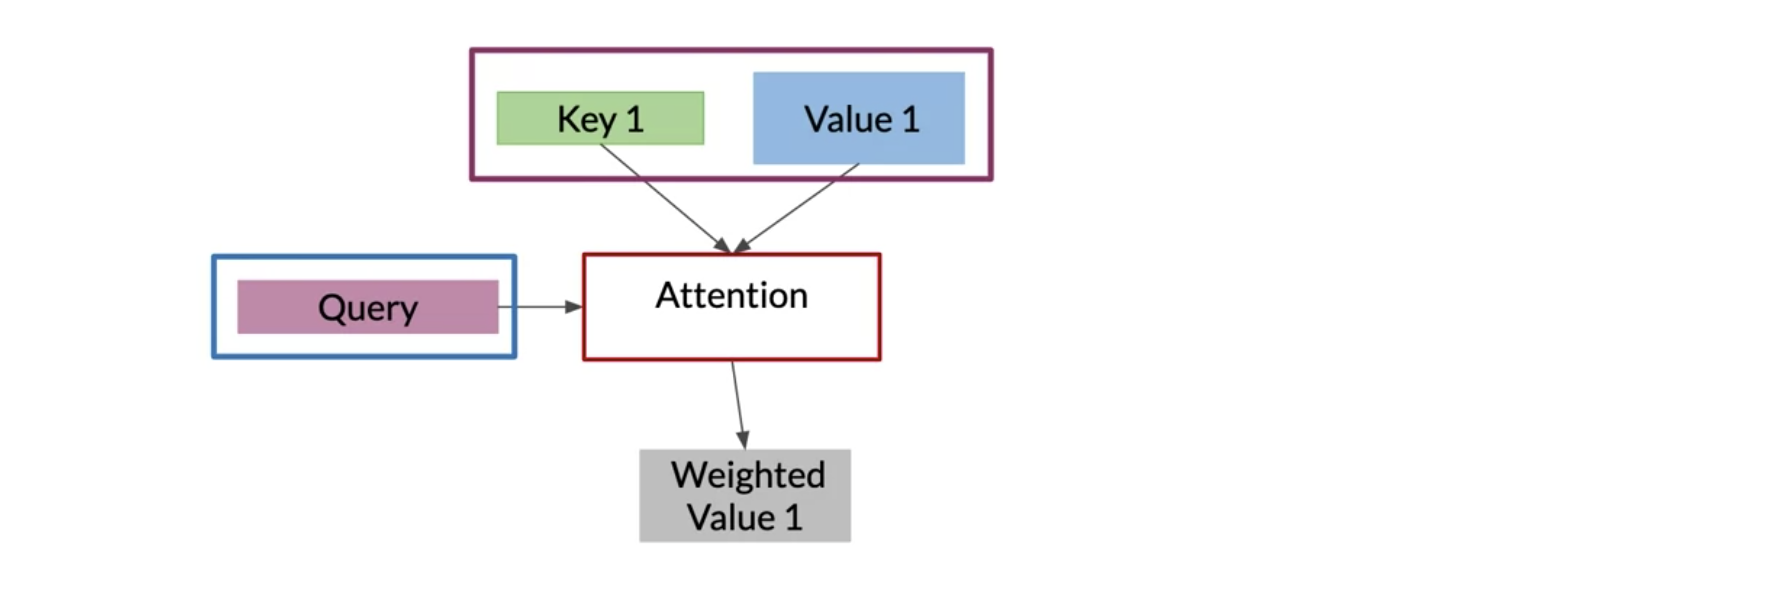 Key 1
Value 1
Query
Attention
Weighted
Value 1